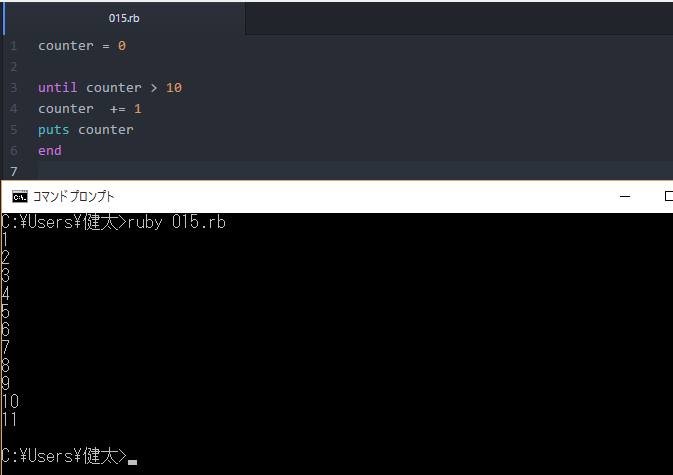 015.rb
1 counter = 0
2
3 until counter > 10
4 counter  += 1
5 puts counter
6 end
7
コマンド プロンプト
C:¥Users¥健太>ruby 015.rb
1
2
3
4
5
6
7
8
9
10
11
C:¥Users¥健太>_